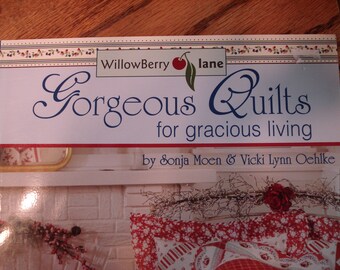 WillowBerry lane
Gorgeous Quilts
for gracious living
by Sonja Moen & Vicki Lynn Oehlke